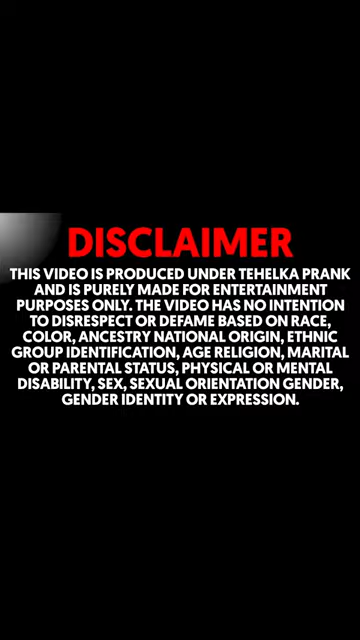 DISCLAIMER
THIS VIDEO IS PRODUCED UNDER TEHELKA PRANK
AND IS PURELY MADE FOR ENTERTAINMENT
PURPOSES ONLY. THE VIDEO HAS NO INTENTION
TO DISRESPECT OR DEFAME BASED ON RACE,
COLOR, ANCESTRY NATIONAL ORIGIN, ETHNIC
GROUP IDENTIFICATION, AGE RELIGION, MARITAL
OR PARENTAL STATUS, PHYSICAL OR MENTAL
DISABILITY, SEX, SEXUAL ORIENTATION GENDER,
GENDER IDENTITY OR EXPRESSION.